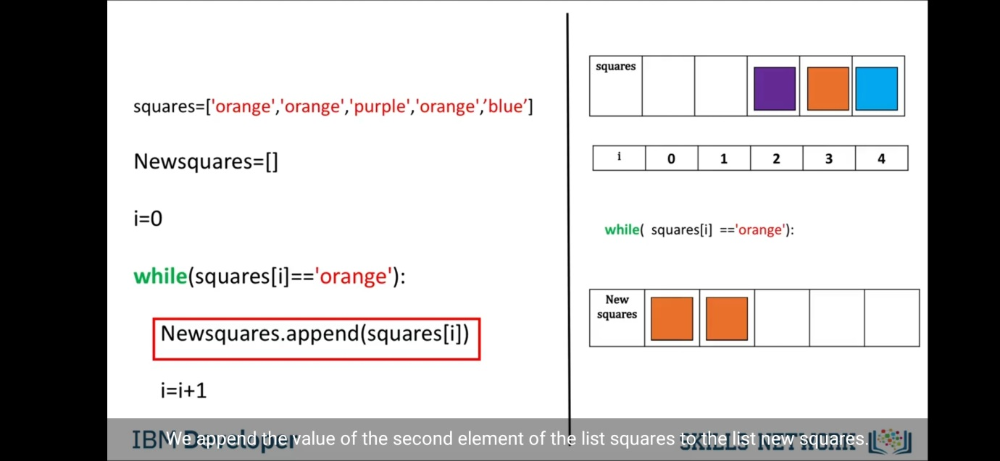 squares=['orange','orange','purple','orange',’blue’]
Newsquares=[]
i=0
while(squares[i]=='orange'):
Newsquares.append(squares[i])
i=i+1
squares
i 0 1 2 3 4
while( squares[i] =='orange'):
New
squares
IBM Developer
SKILLS NETWORK
We append the value of the second element of the list squares to the list new squares.